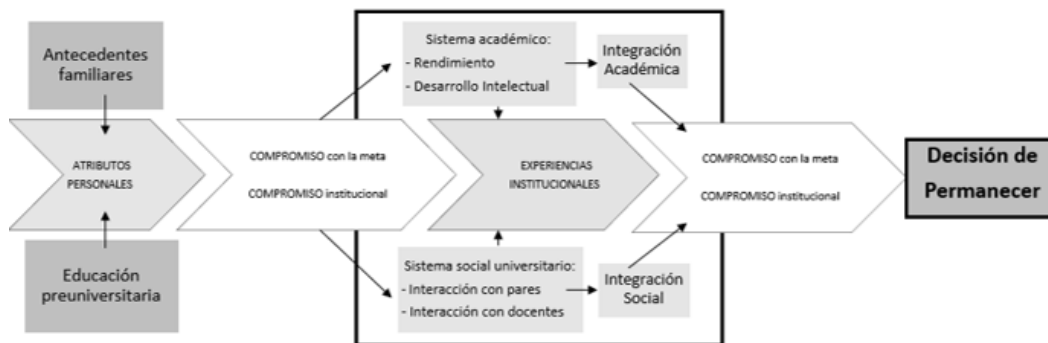 Antecedentes
familiares
ATRIBUTOS
PERSONALES
Educación
preuniversitaria
COMPROMISO con la meta
COMPROMISO institucional
Sistema académico:
- Rendimiento
- Desarrollo Intelectual
Integración
Académica
EXPERIENCIAS
INSTITUCIONALES
Sistema social universitario:
- Interacción con pares
- Interacción con docentes
Integración
Social
COMPROMISO con la meta
COMPROMISO institucional
Decisión de
Permanecer